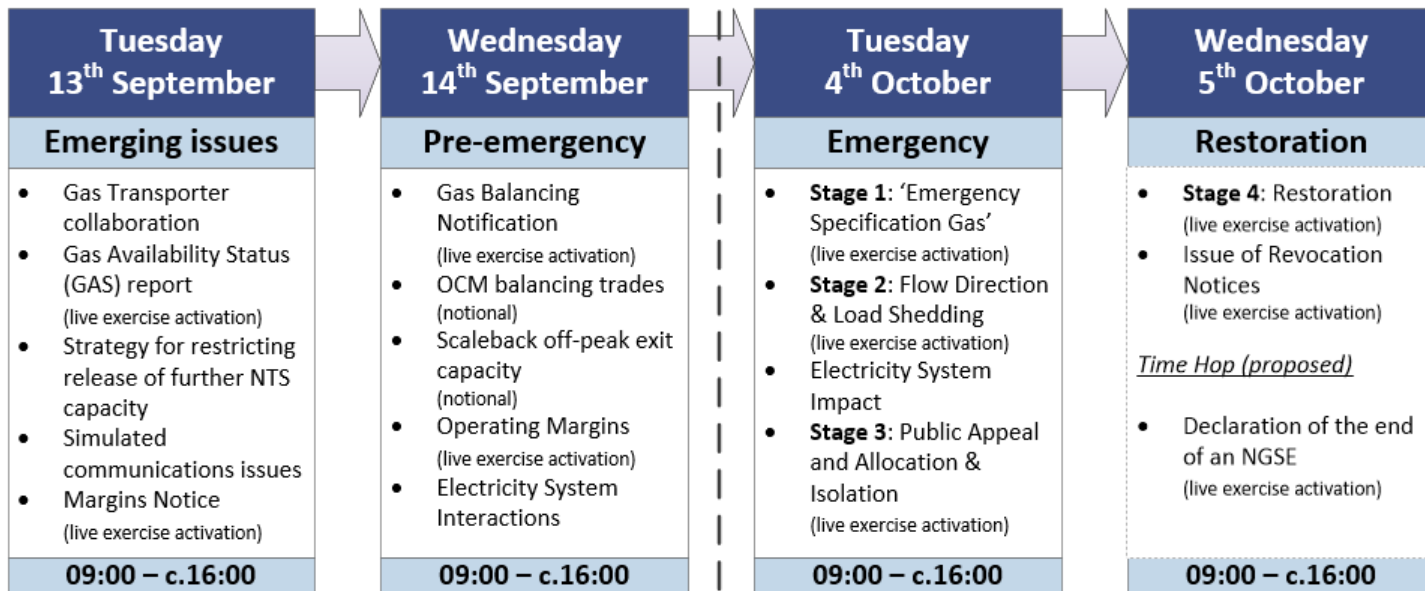 Tuesday
13th September
Emerging issues
• Gas Transporter
collaboration
• Gas Availability Status
(GAS) report
(live exercise activation)
• Strategy for restricting
release of further NTS
capacity
• Simulated
communications issues
• Margins Notice
(live exercise activation)
09:00 – c.16:00
Wednesday
14th September
Pre-emergency
• Gas Balancing
Notification
(live exercise activation)
• OCM balancing trades
(notional)
• Scaleback off-peak exit
capacity
(notional)
• Operating Margins
(live exercise activation)
• Electricity System
Interactions
09:00 – c.16:00
Tuesday
4th October
Emergency
• Stage 1: ‘Emergency
Specification Gas’
(live exercise activation)
• Stage 2: Flow Direction
& Load Shedding
(live exercise activation)
• Electricity System
Impact
• Stage 3: Public Appeal
and Allocation &
Isolation
(live exercise activation)
09:00 – c.16:00
Wednesday
5th October
Restoration
• Stage 4: Restoration
(live exercise activation)
• Issue of Revocation
Notices
(live exercise activation)
Time Hop (proposed)
• Declaration of the end
of an NGSE
(live exercise activation)
09:00 – c.16:00